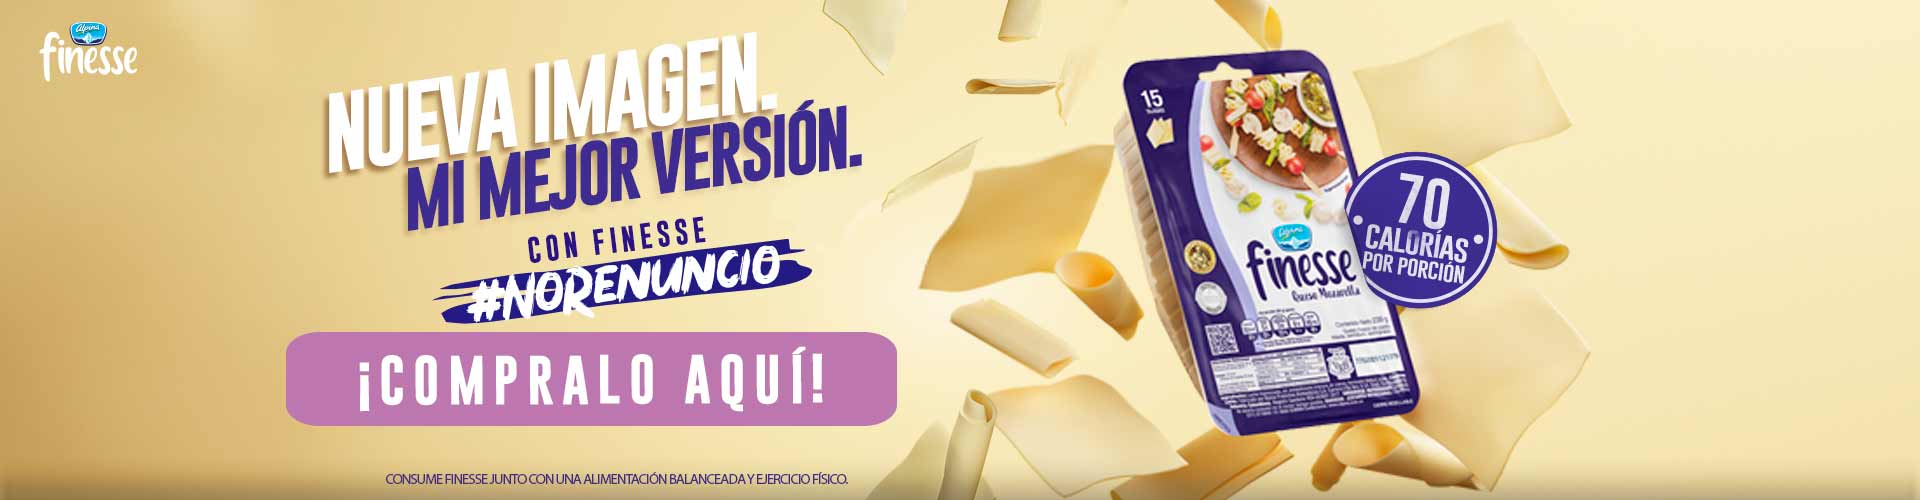 Alpina
finesse
NUEVA IMAGEN.
MI MEJOR VERSIÓN.
CON FINESSE
#NORENUNCIO
¡COMPRALO AQUÍ!
CONSUME FINESSE JUNTO CON UNA ALIMENTACIÓN BALANCEADA Y EJERCICIO FÍSICO.
15
Alpina
finesse
Queso Mozzarella
70
CALORÍAS
POR PORCIÓN